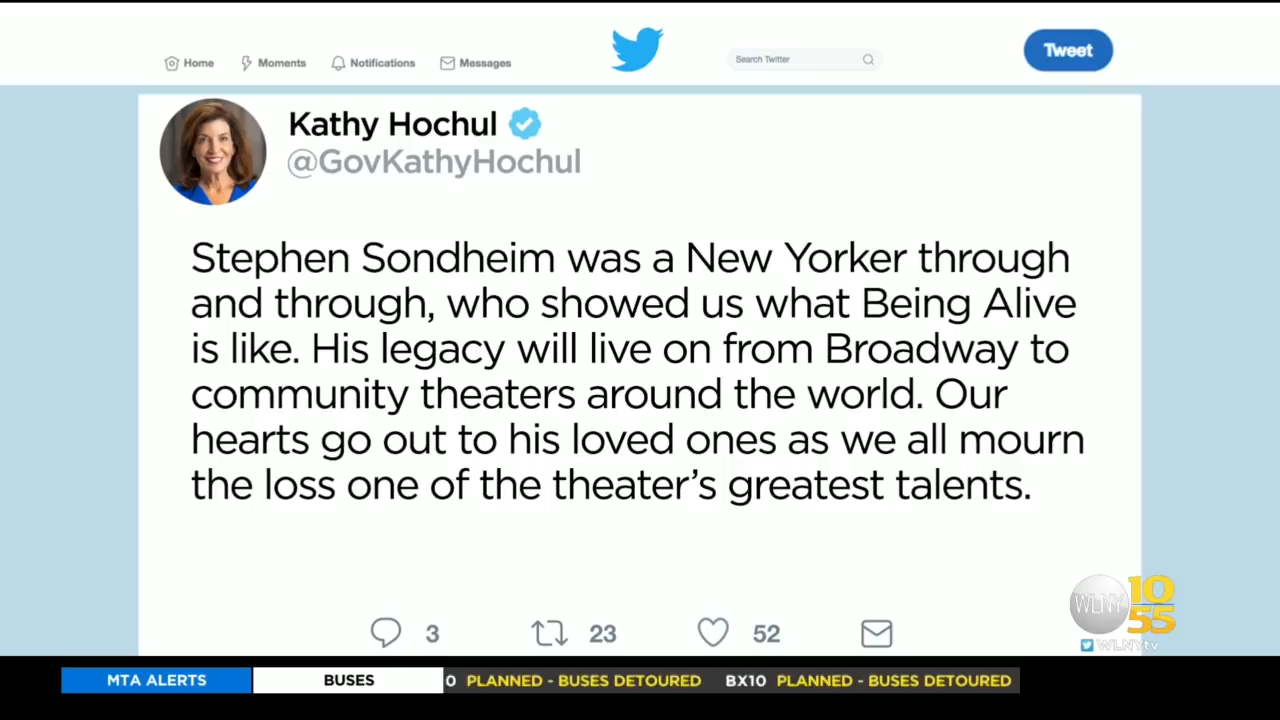 Home Moments Notifications Messages Search Twitter Tweet
Kathy Hochul
@GovKathyHochul
Stephen Sondheim was a New Yorker through
and through, who showed us what Being Alive
is like. His legacy will live on from Broadway to
community theaters around the world. Our
hearts go out to his loved ones as we all mourn
the loss one of the theater’s greatest talents.
3 23 52
WLNY 10
55
WLNYtv
MTA ALERTS BUSES 0 PLANNED - BUSES DETOURED BX10 PLANNED - BUSES DETOURED